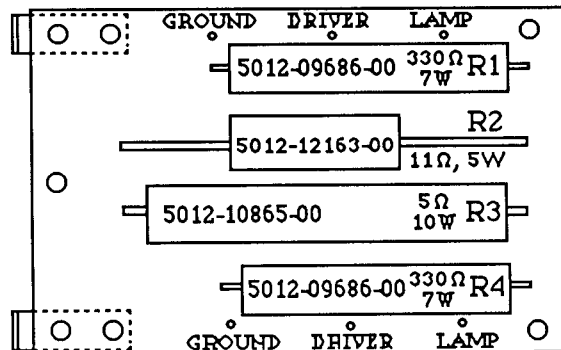 GROUND DRIVER LAMP
5012-09686-00 330Ω 7W R1
R2
5012-12163-00
11Ω, 5W
5012-10865-00 5Ω 10W R3
5012-09686-00 330Ω 7W R4
GROUND DRIVER LAMP